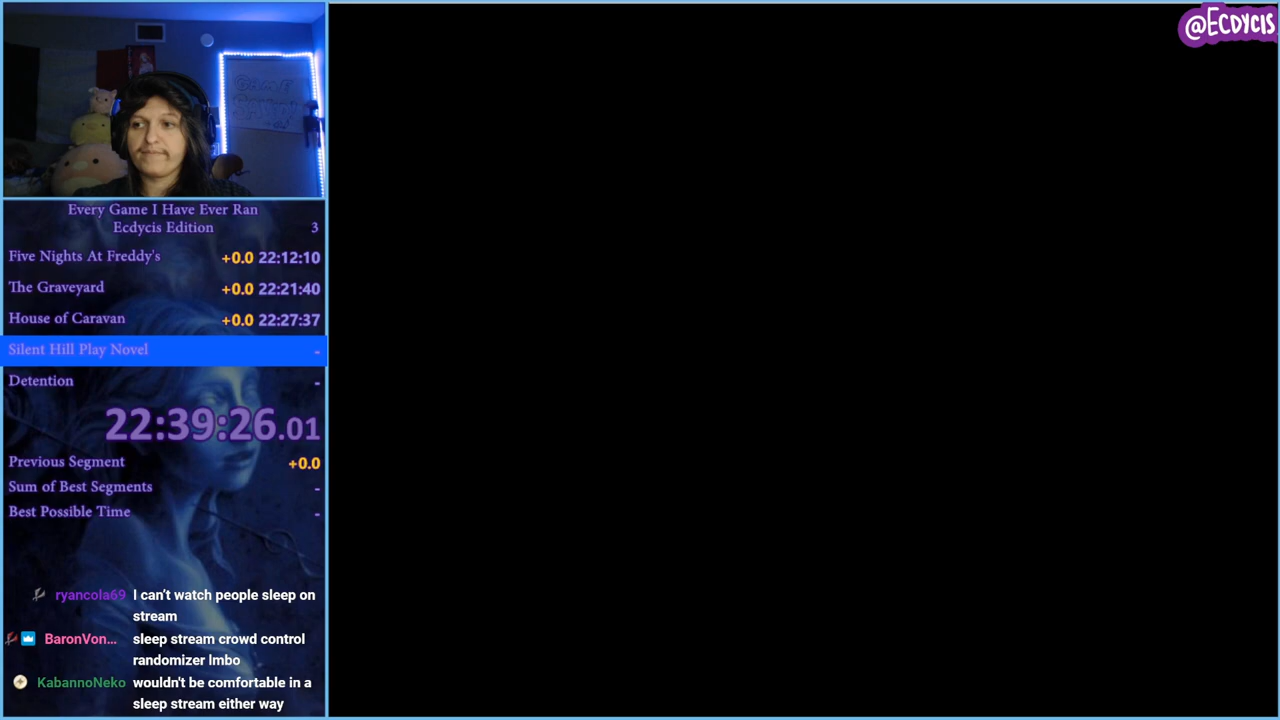 @ECDYCIS
GAME
Every Game I Have Ever Ran
Ecdycis Edition 3
Five Nights At Freddy's +0.0 22:12:10
The Graveyard +0.0 22:21:40
House of Caravan +0.0 22:27:37
Silent Hill Play Novel -
Detention -
22:39:26.01
Previous Segment +0.0
Sum of Best Segments -
Best Possible Time -
ryancola69 I can't watch people sleep on
stream
BaronVon... sleep stream crowd control
randomizer lmbo
KabannoNeko wouldn't be comfortable in a
sleep stream either way